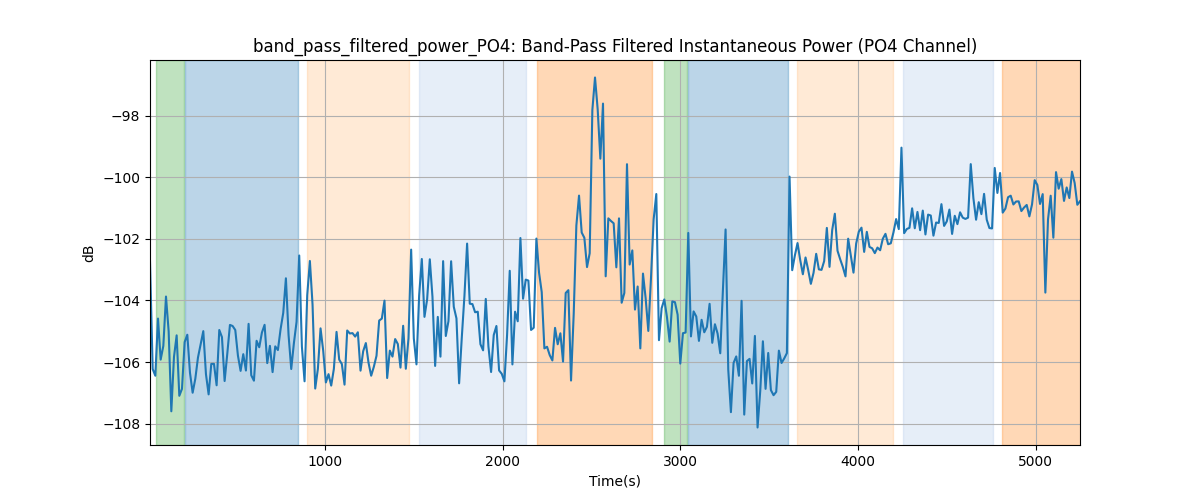 band_pass_filtered_power_PO4: Band-Pass Filtered Instantaneous Power (PO4 Channel)
dB
−98
−100
−102
−104
−106
−108
1000 2000 3000 4000 5000
Time(s)